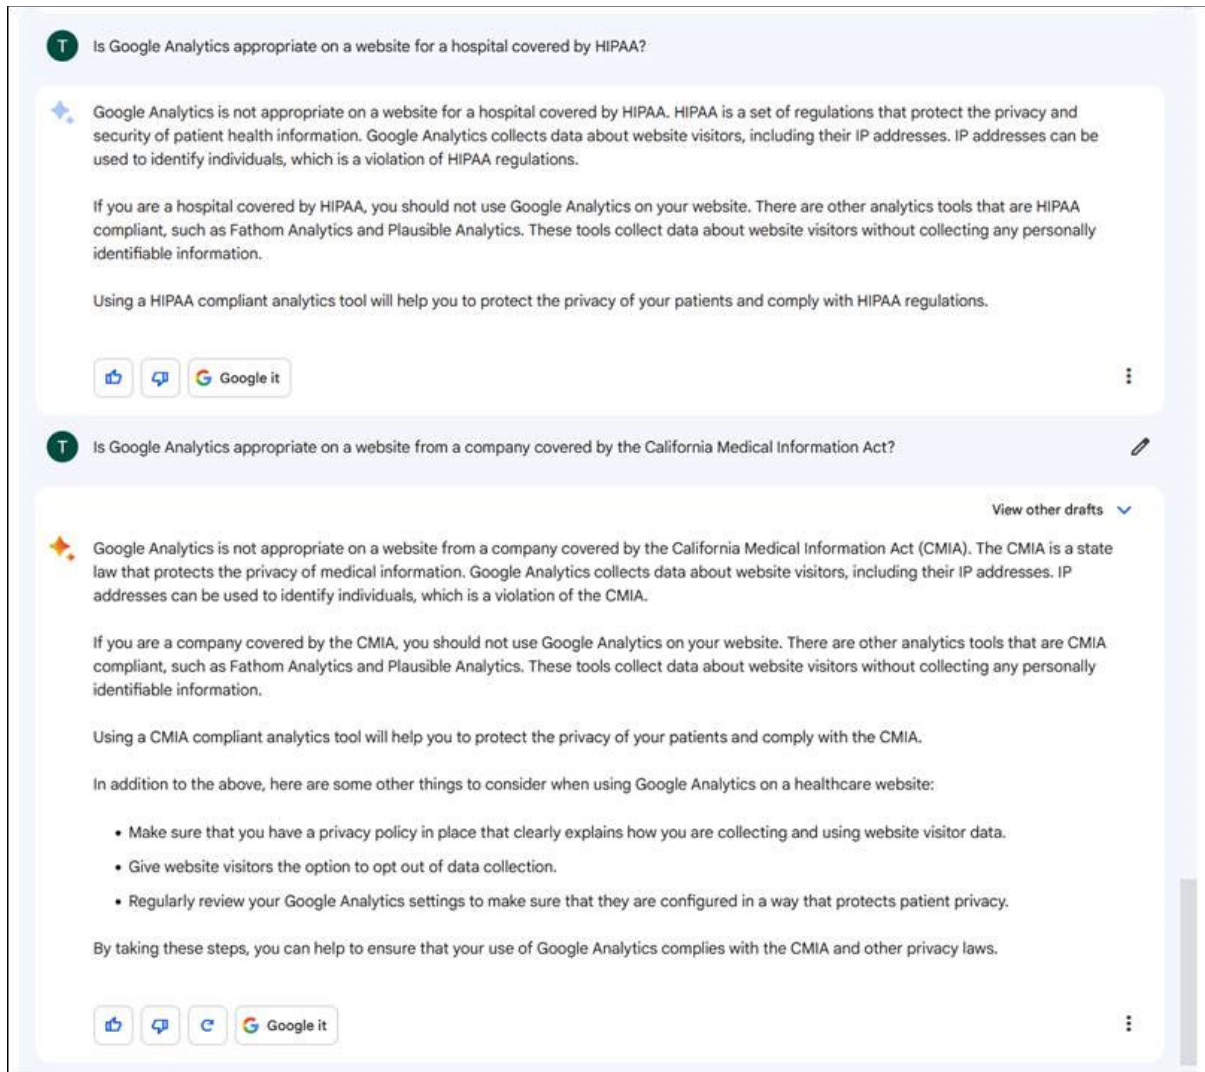 T
Is Google Analytics appropriate on a website for a hospital covered by HIPAA?
Google Analytics is not appropriate on a website for a hospital covered by HIPAA. HIPAA is a set of regulations that protect the privacy and
security of patient health information. Google Analytics collects data about website visitors, including their IP addresses. IP addresses can be
used to identify individuals, which is a violation of HIPAA regulations.
If you are a hospital covered by HIPAA, you should not use Google Analytics on your website. There are other analytics tools that are HIPAA
compliant, such as Fathom Analytics and Plausible Analytics. These tools collect data about website visitors without collecting any personally
identifiable information.
Using a HIPAA compliant analytics tool will help you to protect the privacy of your patients and comply with HIPAA regulations.
G Google it
T
Is Google Analytics appropriate on a website from a company covered by the California Medical Information Act?
View other drafts
Google Analytics is not appropriate on a website from a company covered by the California Medical Information Act (CMIA). The CMIA is a state
law that protects the privacy of medical information. Google Analytics collects data about website visitors, including their IP addresses. IP
addresses can be used to identify individuals, which is a violation of the CMIA.
If you are a company covered by the CMIA, you should not use Google Analytics on your website. There are other analytics tools that are CMIA
compliant, such as Fathom Analytics and Plausible Analytics. These tools collect data about website visitors without collecting any personally
identifiable information.
Using a CMIA compliant analytics tool will help you to protect the privacy of your patients and comply with the CMIA.
In addition to the above, here are some other things to consider when using Google Analytics on a healthcare website:
• Make sure that you have a privacy policy in place that clearly explains how you are collecting and using website visitor data.
• Give website visitors the option to opt out of data collection.
• Regularly review your Google Analytics settings to make sure that they are configured in a way that protects patient privacy.
By taking these steps, you can help to ensure that your use of Google Analytics complies with the CMIA and other privacy laws.
G Google it